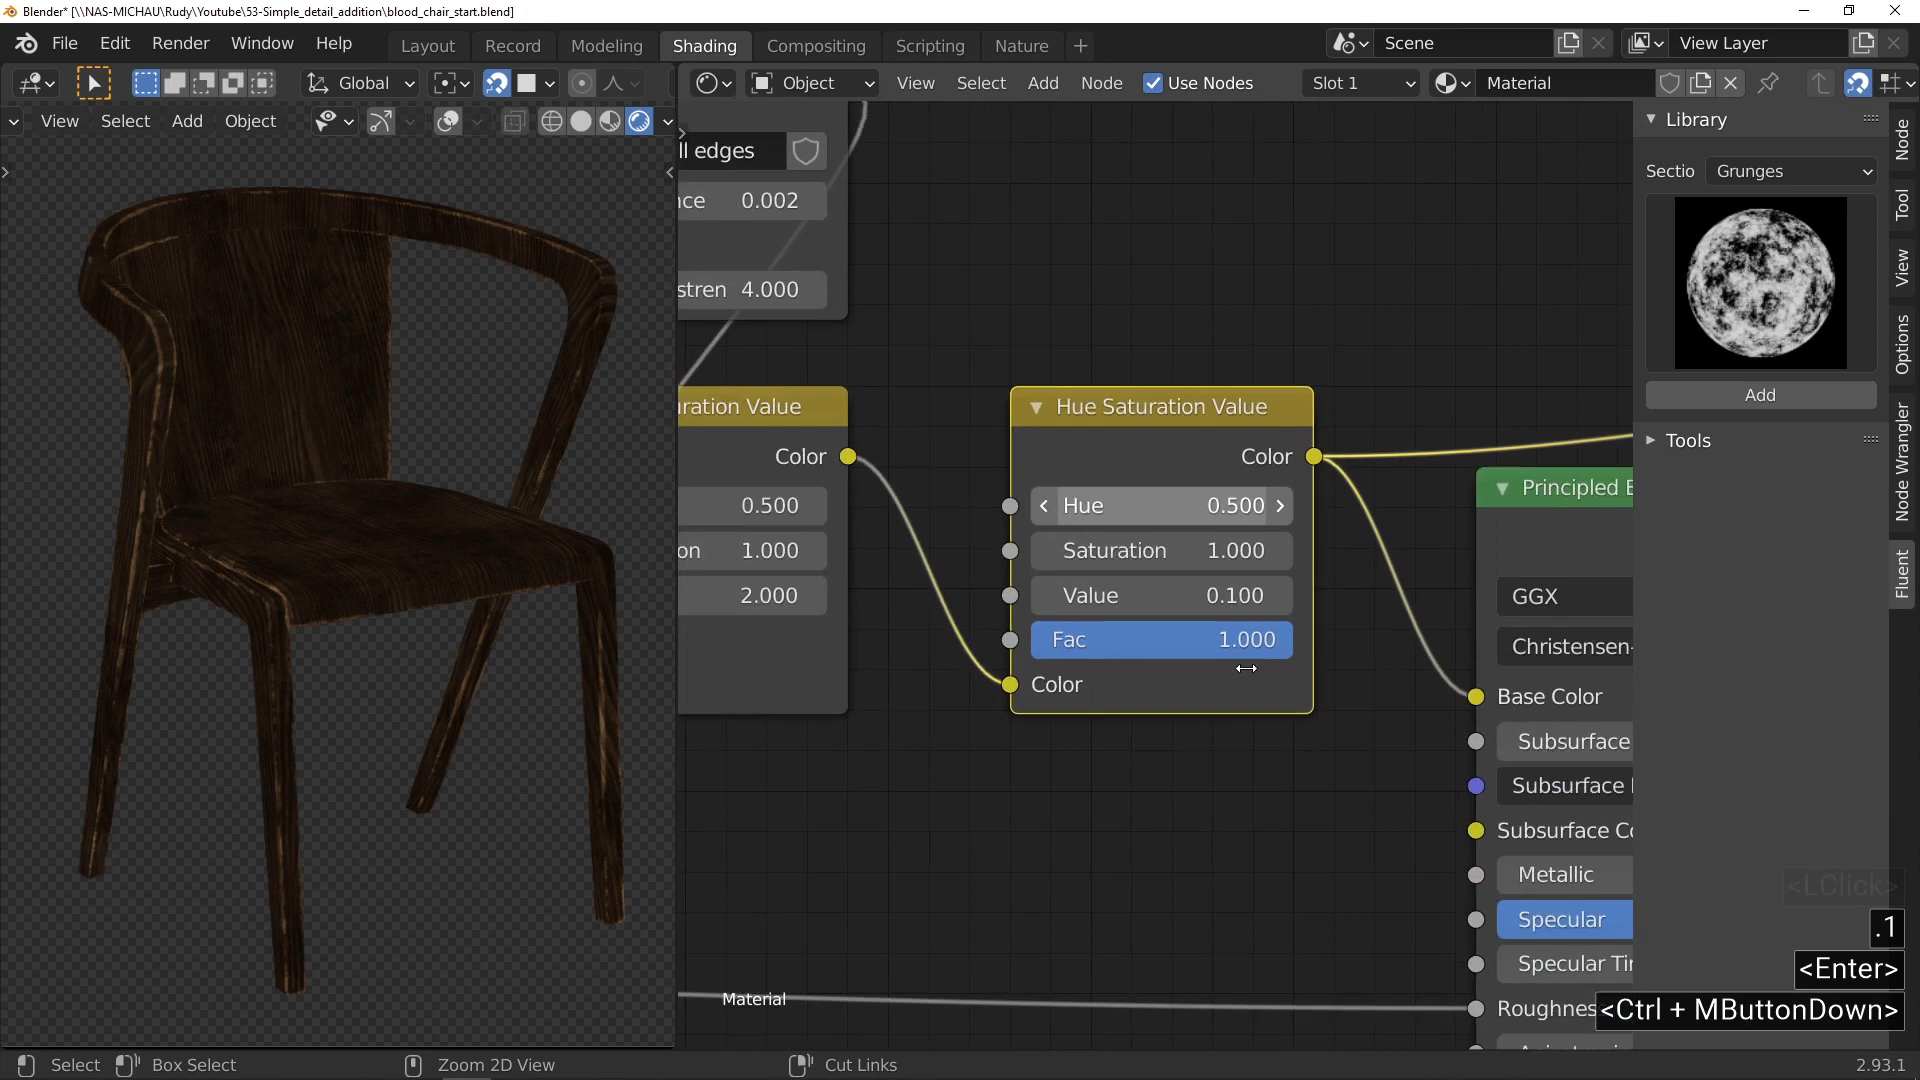 Blender* [\\NAS-MICHAU\Rudy\Youtube\53-Simple_detail_addition\blood_chair_start.blend]
File Edit Render Window Help Layout Record Modeling Shading Compositing Scripting Nature + Scene View Layer
Global Object View Select Add Node Use Nodes Slot 1 Material
View Select Add Object
Library
Sectio Grunges
Add
Tools
Node
Tool
View
Options
Node Wrangler
Fluent
ll edges
nce 0.002
stren 4.000
uration Value
Color
0.500
on 1.000
2.000
Hue Saturation Value
Color
Hue 0.500
Saturation 1.000
Value 0.100
Fac 1.000
Color
Principled B
GGX
Christensen-
Base Color
Subsurface
Subsurface
Subsurface Co
Metallic
Specular
Specular Tin
Roughnes
Material
<LClick>
.1
<Enter>
<Ctrl + MButtonDown>
Select Box Select Zoom 2D View Cut Links 2.93.1